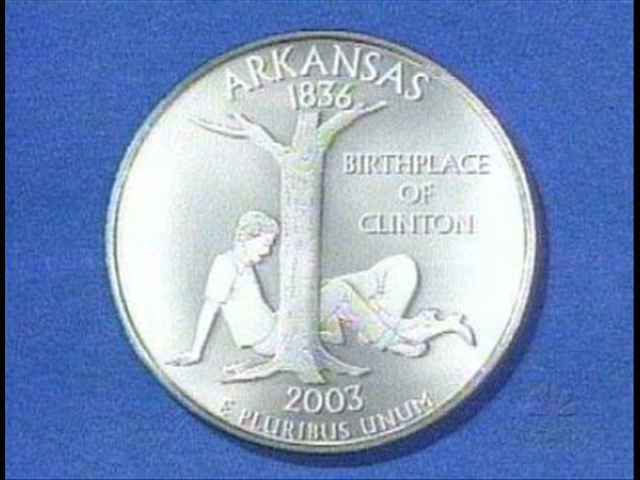 ARKANSAS
1836
BIRTHPLACE
OF
CLINTON
2003
E PLURIBUS UNUM